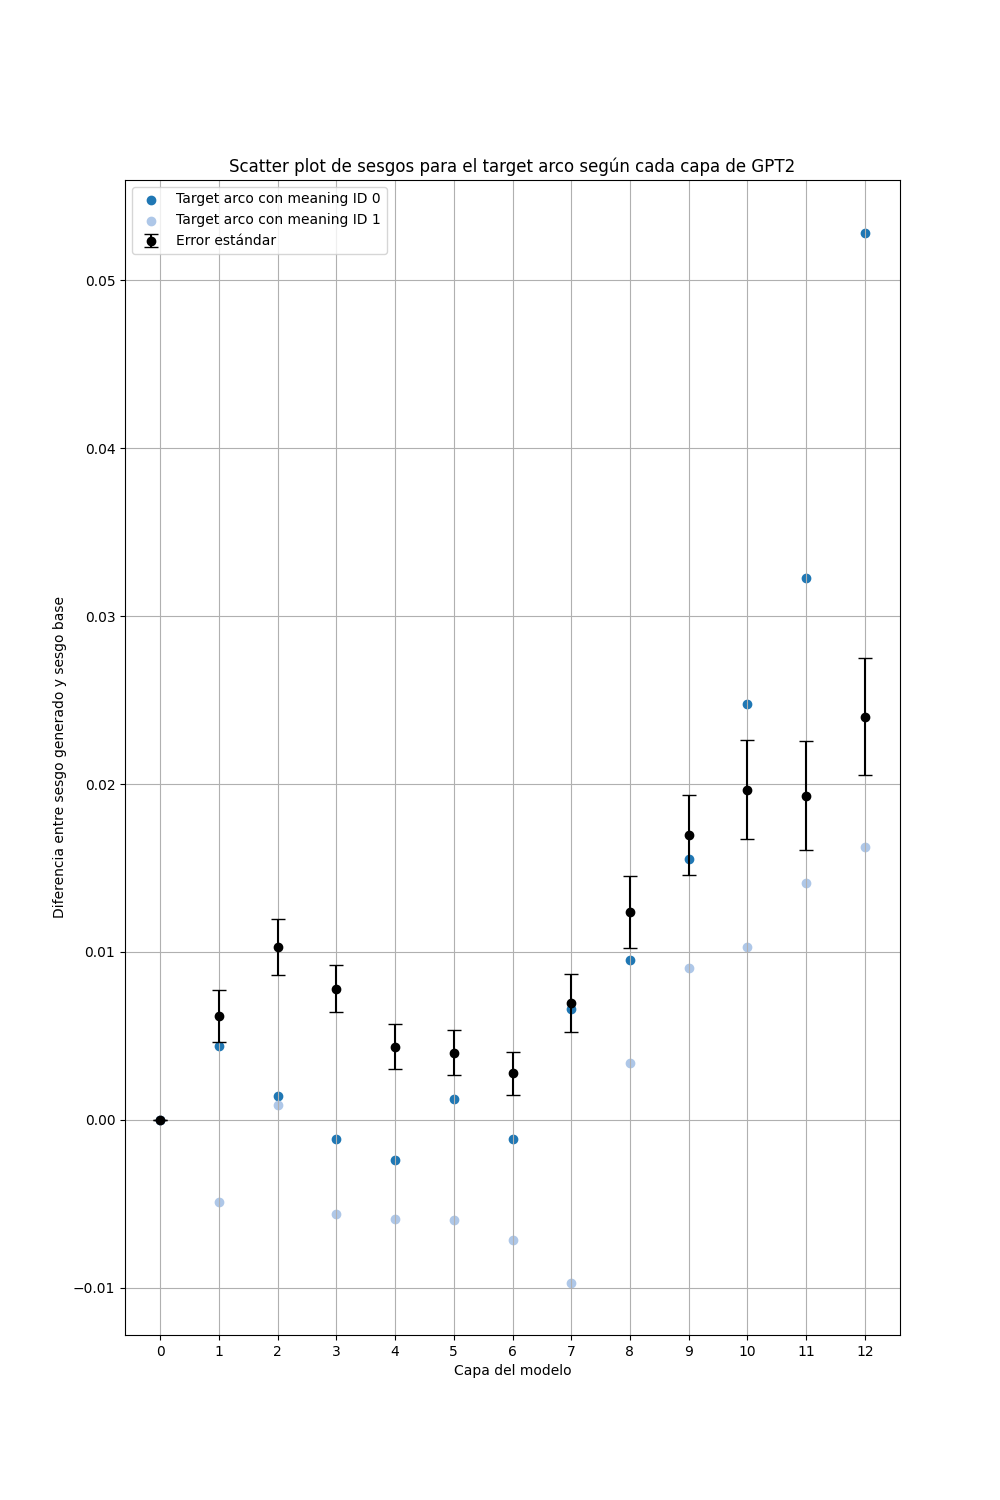 Scatter plot de sesgos para el target arco según cada capa de GPT2
Target arco con meaning ID 0
Target arco con meaning ID 1
Error estándar
Diferencia entre sesgo generado y sesgo base
0.05
0.04
0.03
0.02
0.01
0.00
−0.01
0 1 2 3 4 5 6 7 8 9 10 11 12
Capa del modelo